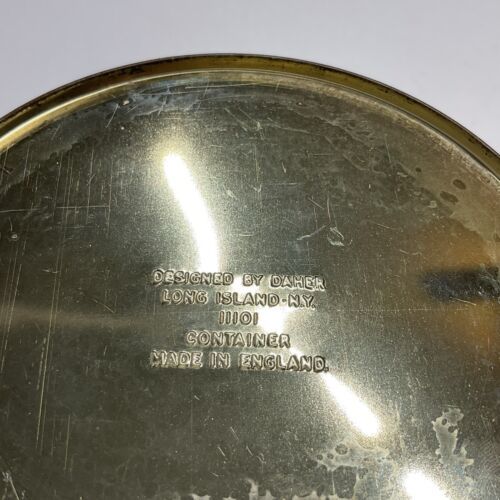 DESIGNED BY DAHER
LONG ISLAND-N.Y.
11101
CONTAINER
MADE IN ENGLAND.